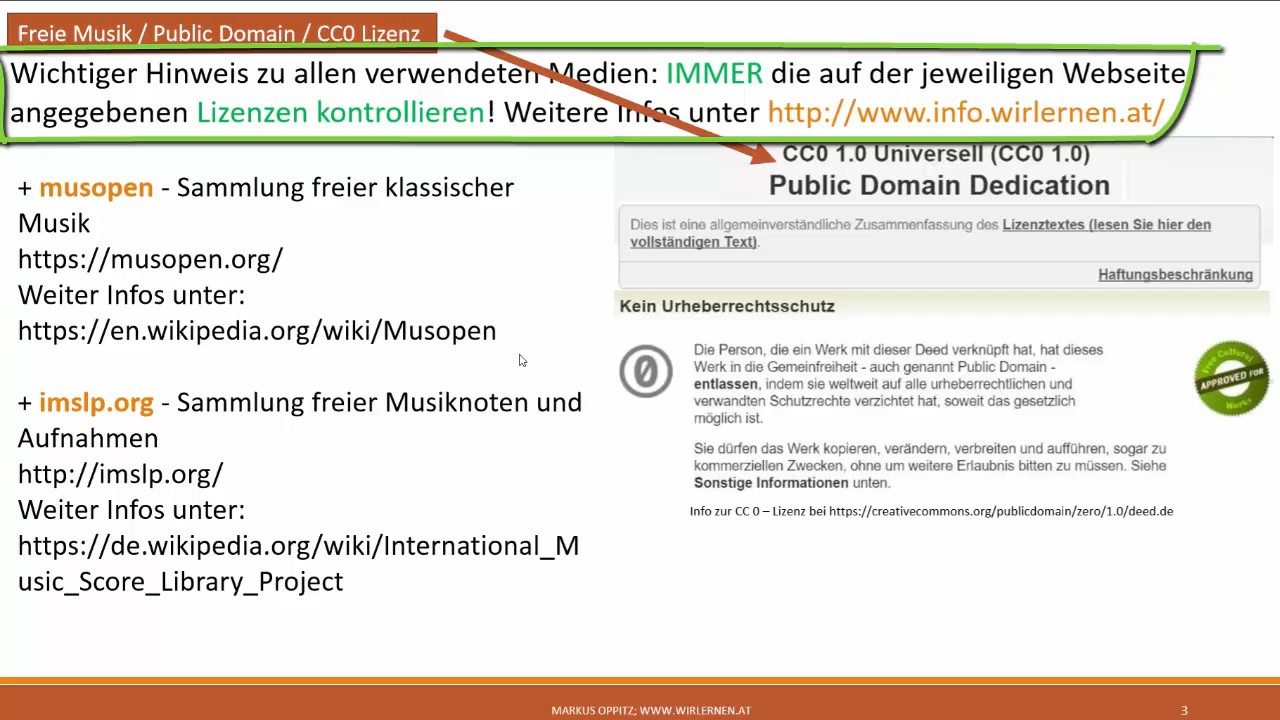 Freie Musik / Public Domain / CC0 Lizenz
Wichtiger Hinweis zu allen verwendeten Medien: IMMER die auf der jeweiligen Webseite
angegebenen Lizenzen kontrollieren! Weitere Infos unter http://www.info.wirlernen.at/
+ musopen - Sammlung freier klassischer
Musik
https://musopen.org/
Weiter Infos unter:
https://en.wikipedia.org/wiki/Musopen
+ imslp.org - Sammlung freier Musiknoten und
Aufnahmen
http://imslp.org/
Weiter Infos unter:
https://de.wikipedia.org/wiki/International_M
usic_Score_Library_Project
CC0 1.0 Universell (CC0 1.0)
Public Domain Dedication
Dies ist eine allgemeinverständliche Zusammenfassung des Lizenztextes (lesen Sie hier den
vollständigen Text).
Haftungsbeschränkung
Kein Urheberrechtsschutz
0
Die Person, die ein Werk mit dieser Deed verknüpft hat, hat dieses
Werk in die Gemeinfreiheit - auch genannt Public Domain -
entlassen, indem sie weltweit auf alle urheberrechtlichen und
verwandten Schutzrechte verzichtet hat, soweit das gesetzlich
möglich ist.
Free Cultural
APPROVED FOR
Works
Sie dürfen das Werk kopieren, verändern, verbreiten und aufführen, sogar zu
kommerziellen Zwecken, ohne um weitere Erlaubnis bitten zu müssen. Siehe
Sonstige Informationen unten.
Info zur CC 0 – Lizenz bei https://creativecommons.org/publicdomain/zero/1.0/deed.de
MARKUS OPPITZ; WWW.WIRLERNEN.AT
3